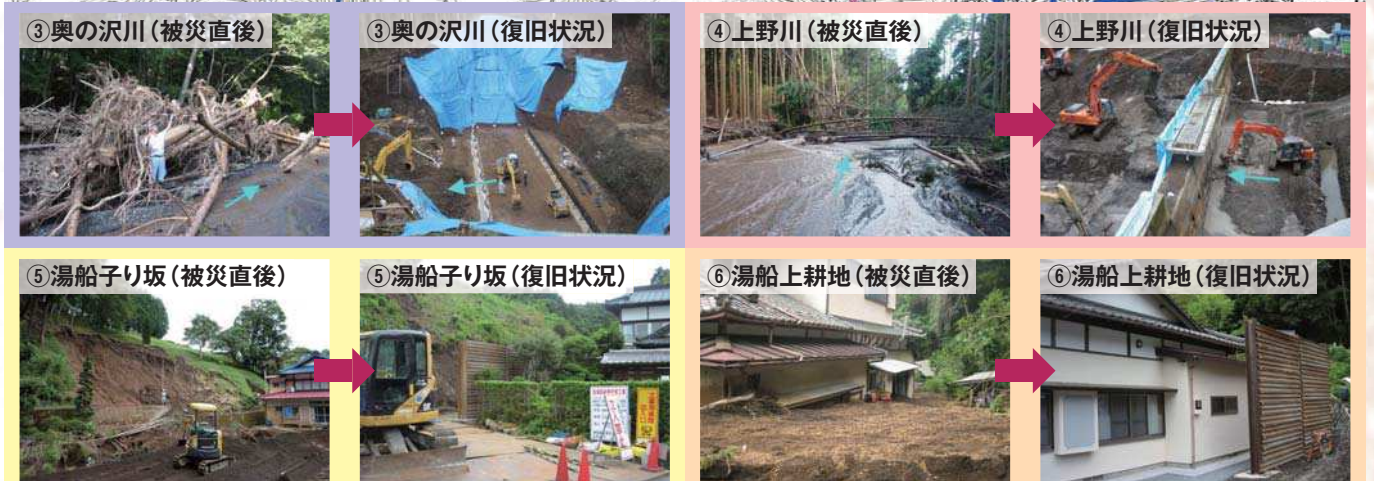 ③奥の沢川（被災直後）
③奥の沢川（復旧状況）
④上野川（被災直後）
④上野川（復旧状況）
⑤湯船子り坂（被災直後）
⑤湯船子り坂（復旧状況）
⑥湯船上耕地（被災直後）
⑥湯船上耕地（復旧状況）